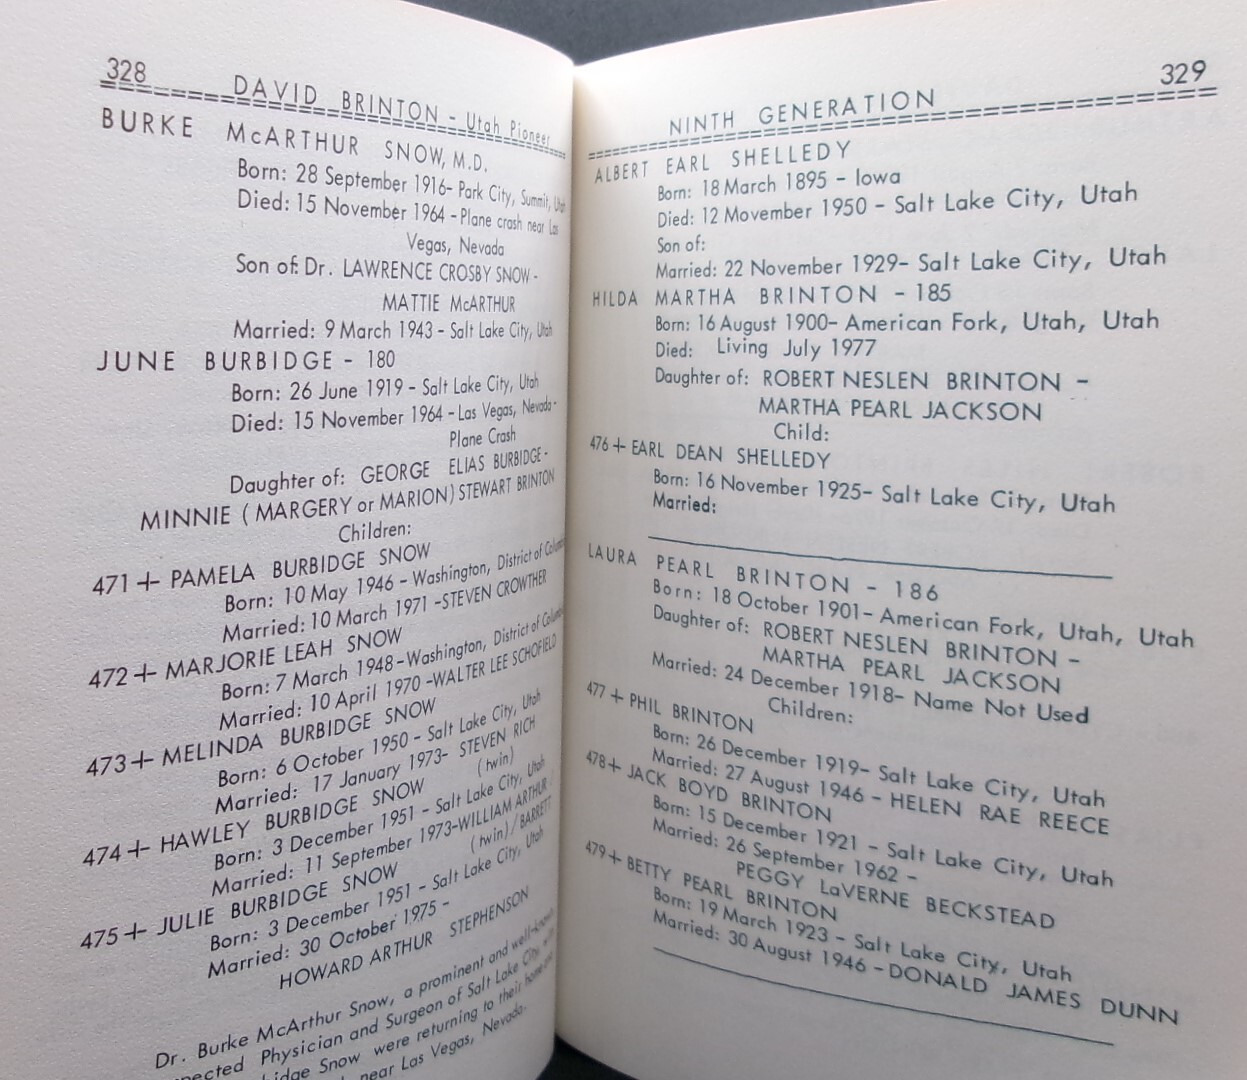 328
DAVID BRINTON - Utah Pioneer
BURKE McARTHUR SNOW, M.D.
Born: 28 September 1916- Park City, Summit, Utah
Died: 15 November 1964 - Plane crash near Las
Vegas, Nevada
Son of: Dr. LAWRENCE CROSBY SNOW -
MATTIE McARTHUR
Married: 9 March 1943 - Salt Lake City, Utah
JUNE BURBIDGE - 180
Born: 26 June 1919 - Salt Lake City, Utah
Died: 15 November 1964 - Las Vegas, Nevada -
Plane Crash
Daughter of: GEORGE ELIAS BURBIDGE -
MINNIE ( MARGERY or MARION) STEWART BRINTON
Children:
471 + PAMELA BURBIDGE SNOW
Born: 10 May 1946 - Washington, District of
Married: 10 March 1971 -STEVEN CROWTHER
472 + MARJORIE LEAH SNOW
Born: 7 March 1948 - Washington, District of
Married: 10 April 1970 -WALTER LEE SCHOFIELD
473 + MELINDA BURBIDGE SNOW
Born: 6 October 1950 - Salt Lake City, Utah
Married: 17 January 1973- STEVEN RICH
474 + HAWLEY BURBIDGE SNOW (twin)
Born: 3 December 1951 - Salt Lake City, Utah
Married: 11 September 1973-WILLIAM ARTHUR /
475 + JULIE BURBIDGE SNOW (twin) / BARRETT
Born: 3 December 1951 - Salt Lake City, Utah
Married: 30 October 1975 -
HOWARD ARTHUR STEPHENSON
Dr. Burke McArthur Snow, a prominent and well-known
Physician and Surgeon of Salt Lake City,
Snow were returning to their home
near Las Vegas, Nevada.
329
NINTH GENERATION
ALBERT EARL SHELLEDY
Born: 18 March 1895 - Iowa
Died: 12 Movember 1950 - Salt Lake City, Utah
Son of:
Married: 22 November 1929- Salt Lake City, Utah
HILDA MARTHA BRINTON - 185
Born: 16 August 1900- American Fork, Utah, Utah
Died: Living July 1977
Daughter of: ROBERT NESLEN BRINTON -
MARTHA PEARL JACKSON
Child:
476 + EARL DEAN SHELLEDY
Born: 16 November 1925- Salt Lake City, Utah
Married:
LAURA PEARL BRINTON - 186
Born: 18 October 1901- American Fork, Utah, Utah
Daughter of: ROBERT NESLEN BRINTON -
MARTHA PEARL JACKSON
Married: 24 December 1918- Name Not Used
Children:
477 + PHIL BRINTON
Born: 26 December 1919- Salt Lake City, Utah
Married: 27 August 1946 - HELEN RAE REECE
478+ JACK BOYD BRINTON
Born: 15 December 1921 - Salt Lake City, Utah
Married: 26 September 1962 -
PEGGY LaVERNE BECKSTEAD
479+ BETTY PEARL BRINTON
Born: 19 March 1923 - Salt Lake City, Utah
Married: 30 August 1946 - DONALD JAMES DUNN